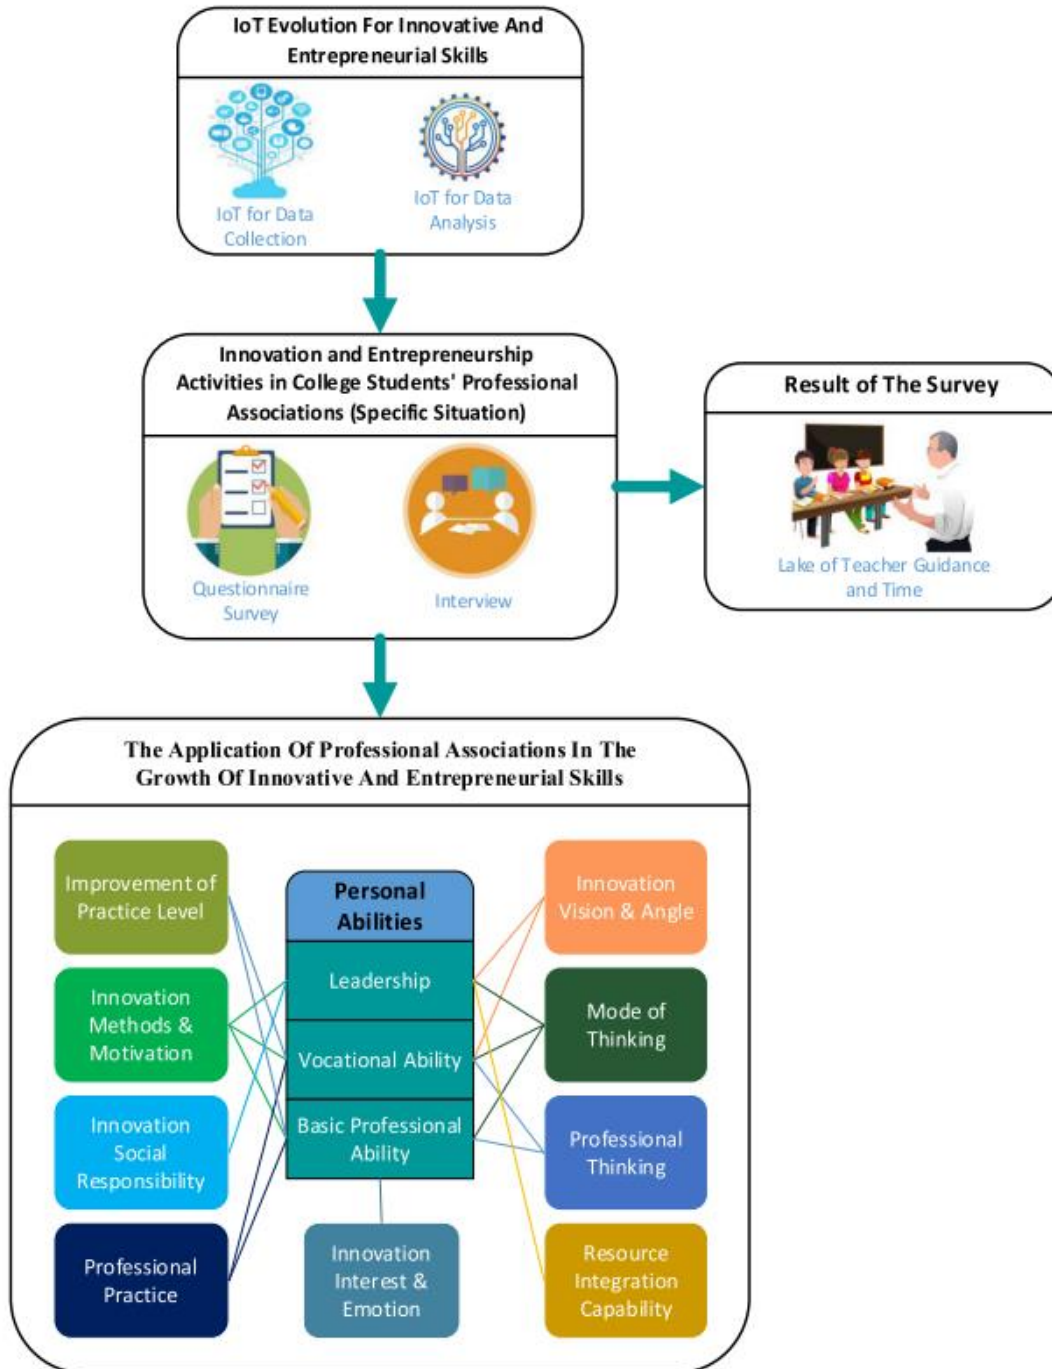 IoT Evolution For Innovative And
Entrepreneurial Skills
IoT for Data
Collection
IoT for Data
Analysis
Innovation and Entrepreneurship
Activities in College Students' Professional
Associations (Specific Situation)
Questionnaire
Survey
Interview
Result of The Survey
Lake of Teacher Guidance
and Time
The Application Of Professional Associations In The
Growth Of Innovative And Entrepreneurial Skills
Improvement of
Practice Level
Innovation
Methods &
Motivation
Innovation
Social
Responsibility
Professional
Practice
Personal
Abilities
Leadership
Vocational Ability
Basic Professional
Ability
Innovation
Interest &
Emotion
Innovation
Vision & Angle
Mode of
Thinking
Professional
Thinking
Resource
Integration
Capability